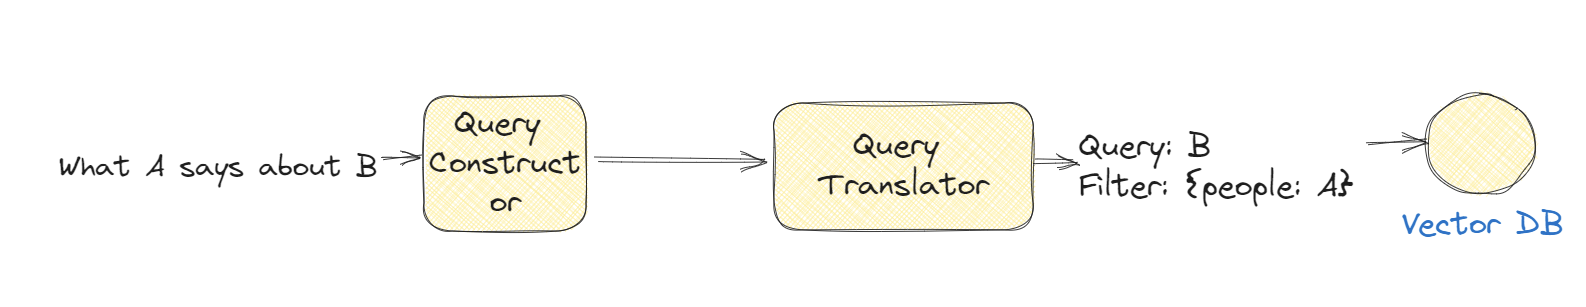 What A says about B
Query
Construct
or
Query
Translator
Query: B
Filter: {people: A}
Vector DB